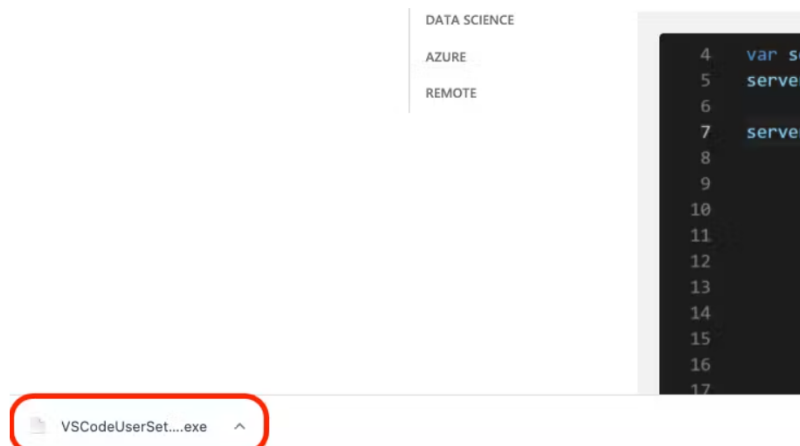 DATA SCIENCE
AZURE
REMOTE
4 var s
5 serve
6
7 serve
8
9
10
11
12
13
14
15
16
17
VSCodeUserSet....exe